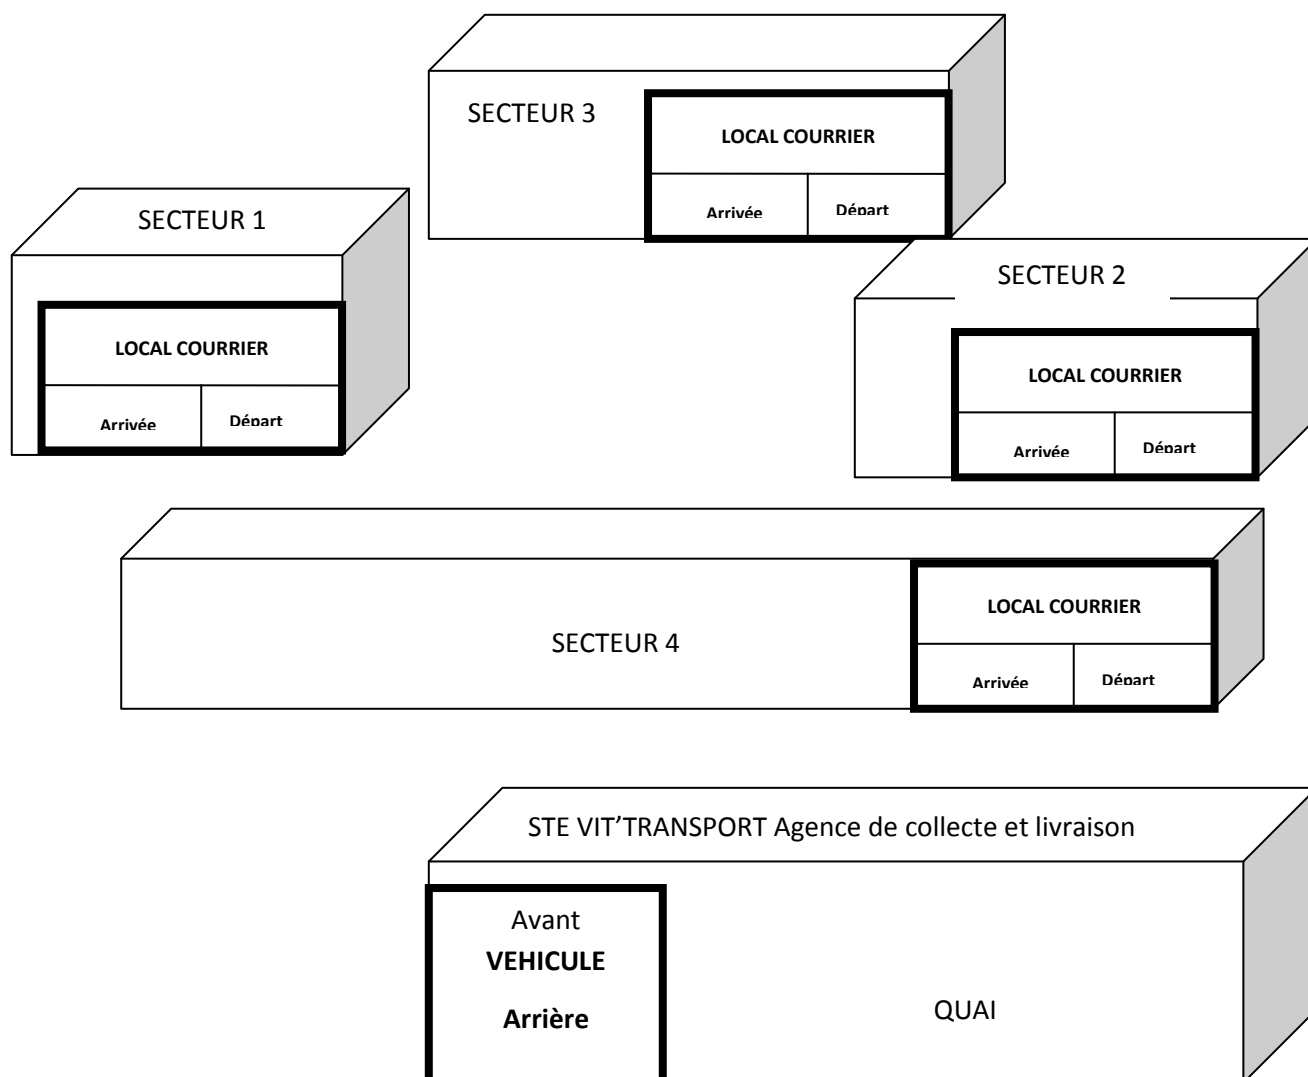 SECTEUR 3
LOCAL COURRIER
Arrivée Départ
SECTEUR 1
LOCAL COURRIER
Arrivée Départ
SECTEUR 2
LOCAL COURRIER
Arrivée Départ
SECTEUR 4
LOCAL COURRIER
Arrivée Départ
STE VIT’TRANSPORT Agence de collecte et livraison
Avant
VEHICULE
Arrière
QUAI